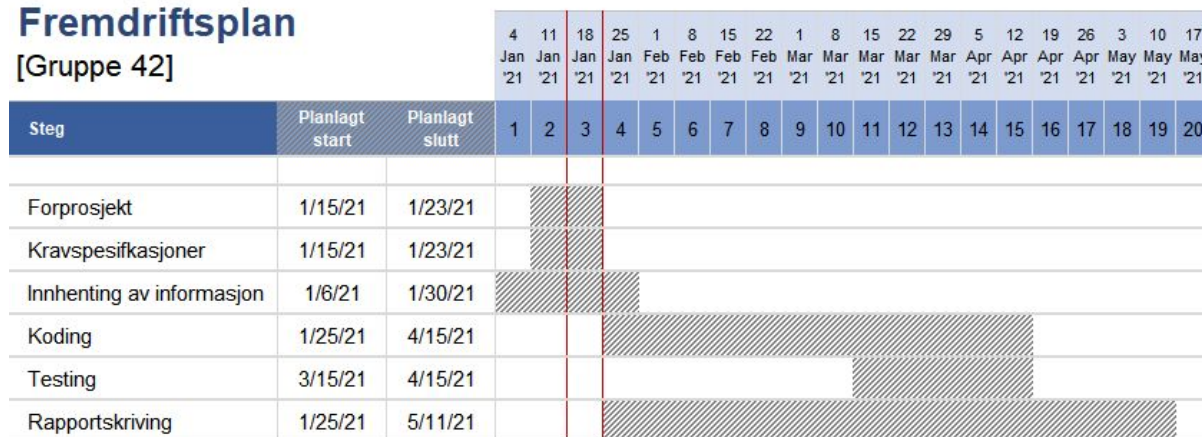 Fremdriftsplan
[Gruppe 42]
4 11 18 25 1 8 15 22 1 8 15 22 29 5 12 19 26 3 10 17
Jan Jan Jan Jan Feb Feb Feb Feb Mar Mar Mar Mar Mar Apr Apr Apr Apr May May May
'21 '21 '21 '21 '21 '21 '21 '21 '21 '21 '21 '21 '21 '21 '21 '21 '21 '21 '21 '21
Steg Planlagt start Planlagt slutt 1 2 3 4 5 6 7 8 9 10 11 12 13 14 15 16 17 18 19 20
Forprosjekt 1/15/21 1/23/21
Kravspesifkasjoner 1/15/21 1/23/21
Innhenting av informasjon 1/6/21 1/30/21
Koding 1/25/21 4/15/21
Testing 3/15/21 4/15/21
Rapportskriving 1/25/21 5/11/21